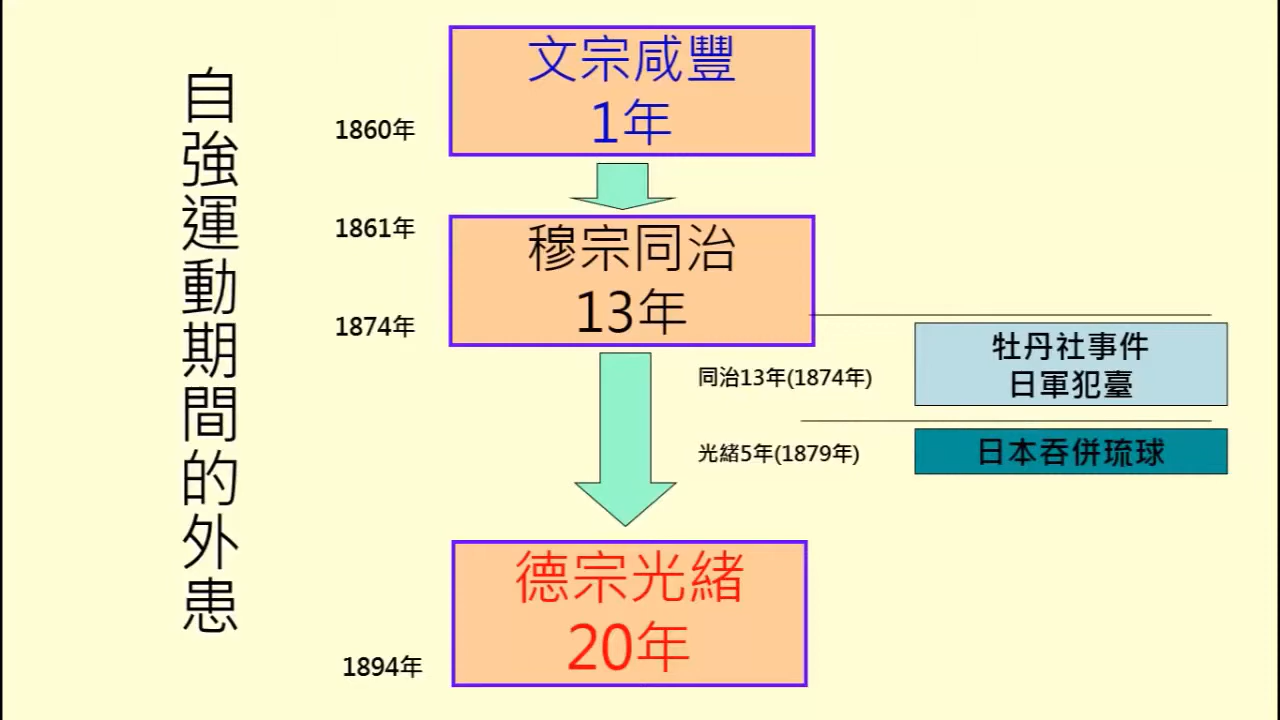 自強運動期間的外患
文宗咸豐
1年
1860年
1861年
穆宗同治
13年
1874年
牡丹社事件
日軍犯臺
同治13年(1874年)
光緒5年(1879年)
日本吞併琉球
德宗光緒
20年
1894年